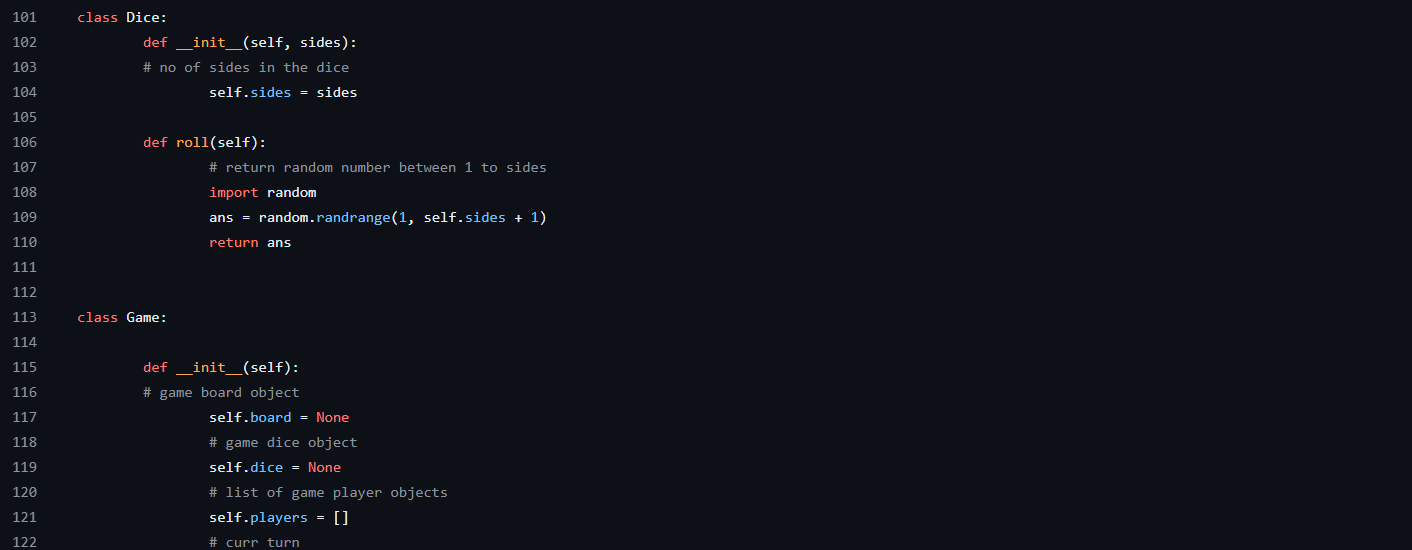 101 class Dice:
102 def __init__(self, sides):
103 # no of sides in the dice
104 self.sides = sides
105
106 def roll(self):
107 # return random number between 1 to sides
108 import random
109 ans = random.randrange(1, self.sides + 1)
110 return ans
111
112
113 class Game:
114
115 def __init__(self):
116 # game board object
117 self.board = None
118 # game dice object
119 self.dice = None
120 # list of game player objects
121 self.players = []
122 # curr turn